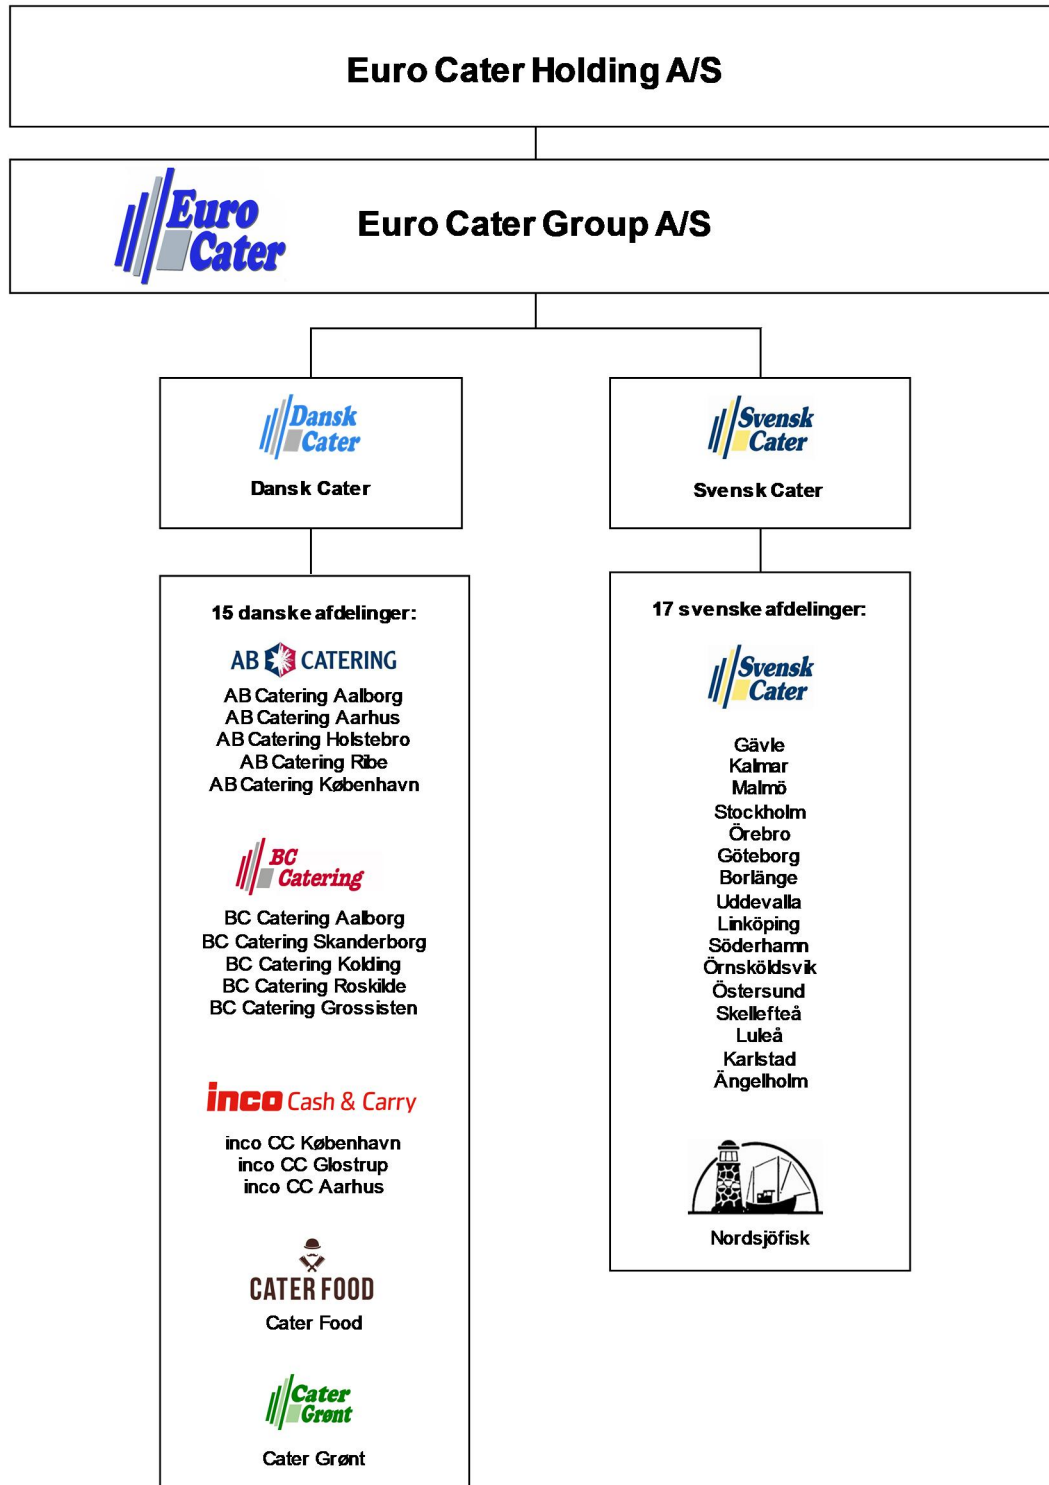 Euro Cater Holding A/S
Euro
Cater
Euro Cater Group A/S
Dansk
Cater
Dansk Cater
Svensk
Cater
Svensk Cater
15 danske afdelinger:
AB CATERING
AB Catering Aalborg
AB Catering Aarhus
AB Catering Holstebro
AB Catering Ribe
AB Catering København
BC
Catering
BC Catering Aalborg
BC Catering Skanderborg
BC Catering Kolding
BC Catering Roskilde
BC Catering Grossisten
inco Cash & Carry
inco CC København
inco CC Glostrup
inco CC Aarhus
CATER FOOD
Cater Food
Cater
Grønt
Cater Grønt
17 svenske afdelinger:
Svensk
Cater
Gävle
Kalmar
Malmö
Stockholm
Örebro
Göteborg
Borlänge
Uddevalla
Linköping
Söderhamn
Örnsköldsvik
Östersund
Skellefteå
Luleå
Karlstad
Ängelholm
Nordsjöfisk